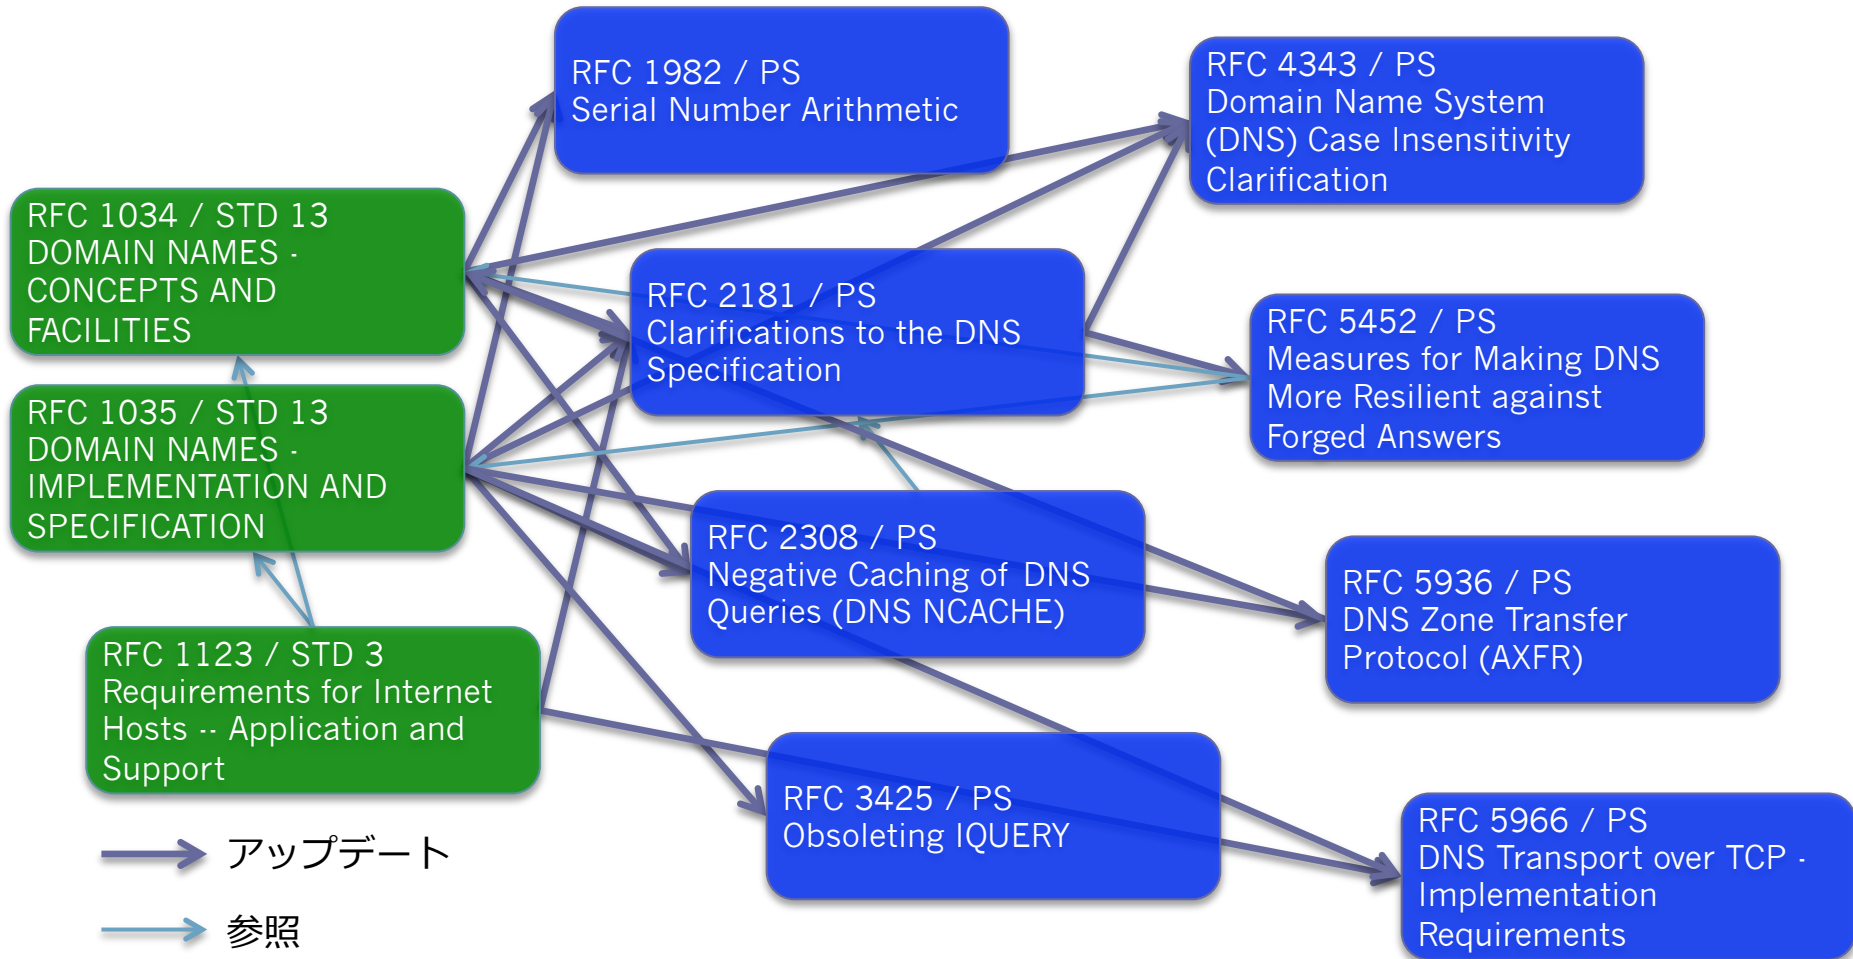 RFC 1982 / PS
Serial Number Arithmetic
RFC 4343 / PS
Domain Name System
(DNS) Case Insensitivity
Clarification
RFC 1034 / STD 13
DOMAIN NAMES -
CONCEPTS AND
FACILITIES
RFC 2181 / PS
Clarifications to the DNS
Specification
RFC 5452 / PS
Measures for Making DNS
More Resilient against
Forged Answers
RFC 1035 / STD 13
DOMAIN NAMES -
IMPLEMENTATION AND
SPECIFICATION
RFC 2308 / PS
Negative Caching of DNS
Queries (DNS NCACHE)
RFC 5936 / PS
DNS Zone Transfer
Protocol (AXFR)
RFC 1123 / STD 3
Requirements for Internet
Hosts -- Application and
Support
RFC 3425 / PS
Obsoleting IQUERY
RFC 5966 / PS
DNS Transport over TCP -
Implementation
Requirements
アップデート
参照